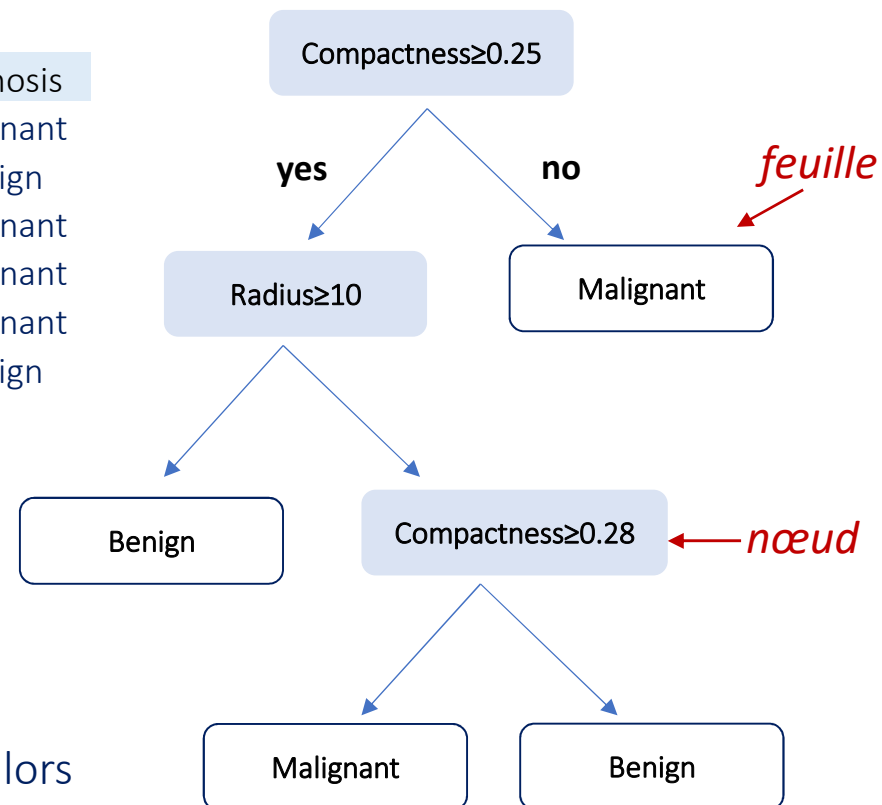 Compactness≥0.25
nosis
nant
ign
nant
nant
nant
ign
yes
no
feuille
Radius≥10
Malignant
Benign
Compactness≥0.28
nœud
Malignant
Benign
lors